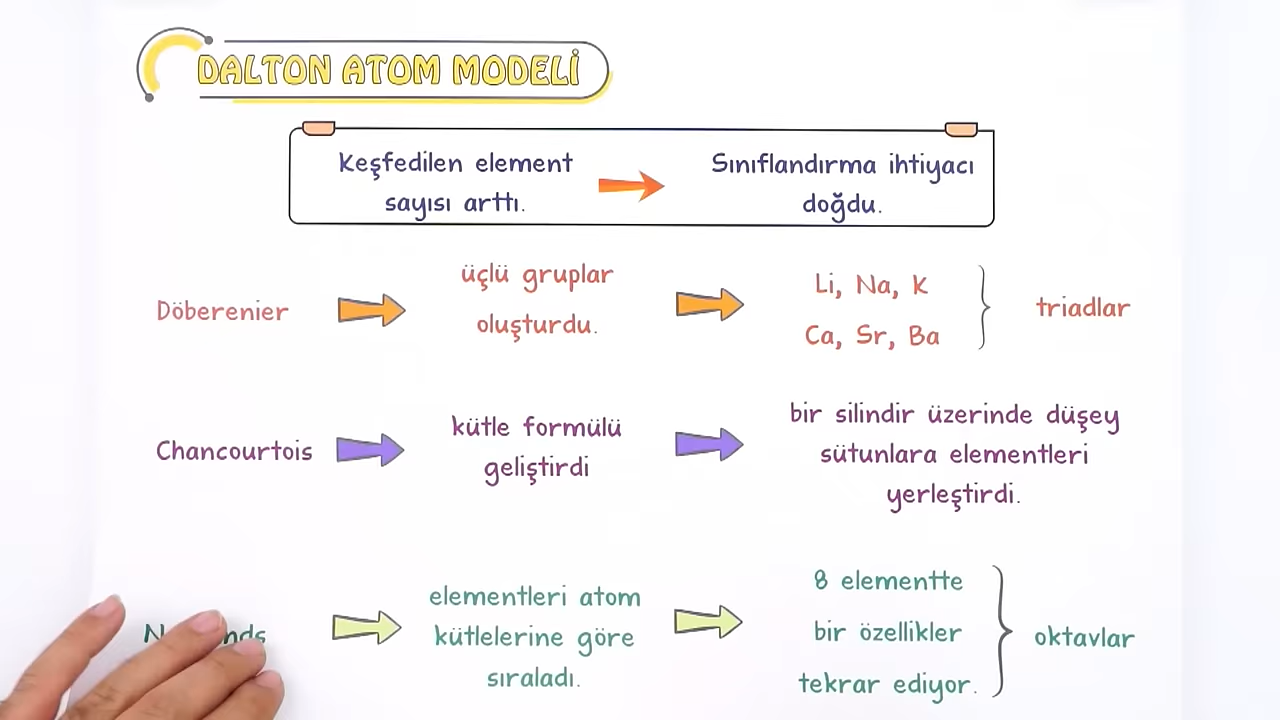 DALTON ATOM MODELİ
Keşfedilen element
sayısı arttı.
Sınıflandırma ihtiyacı
doğdu.
Döberenier
üçlü gruplar
oluşturdu.
Li, Na, K
Ca, Sr, Ba
triadlar
Chancourtois
kütle formülü
geliştirdi
bir silindir üzerinde düşey
sütunlara elementleri
yerleştirdi.
elementleri atom
kütlelerine göre
sıraladı.
8 elementte
bir özellikler
tekrar ediyor.
oktavlar